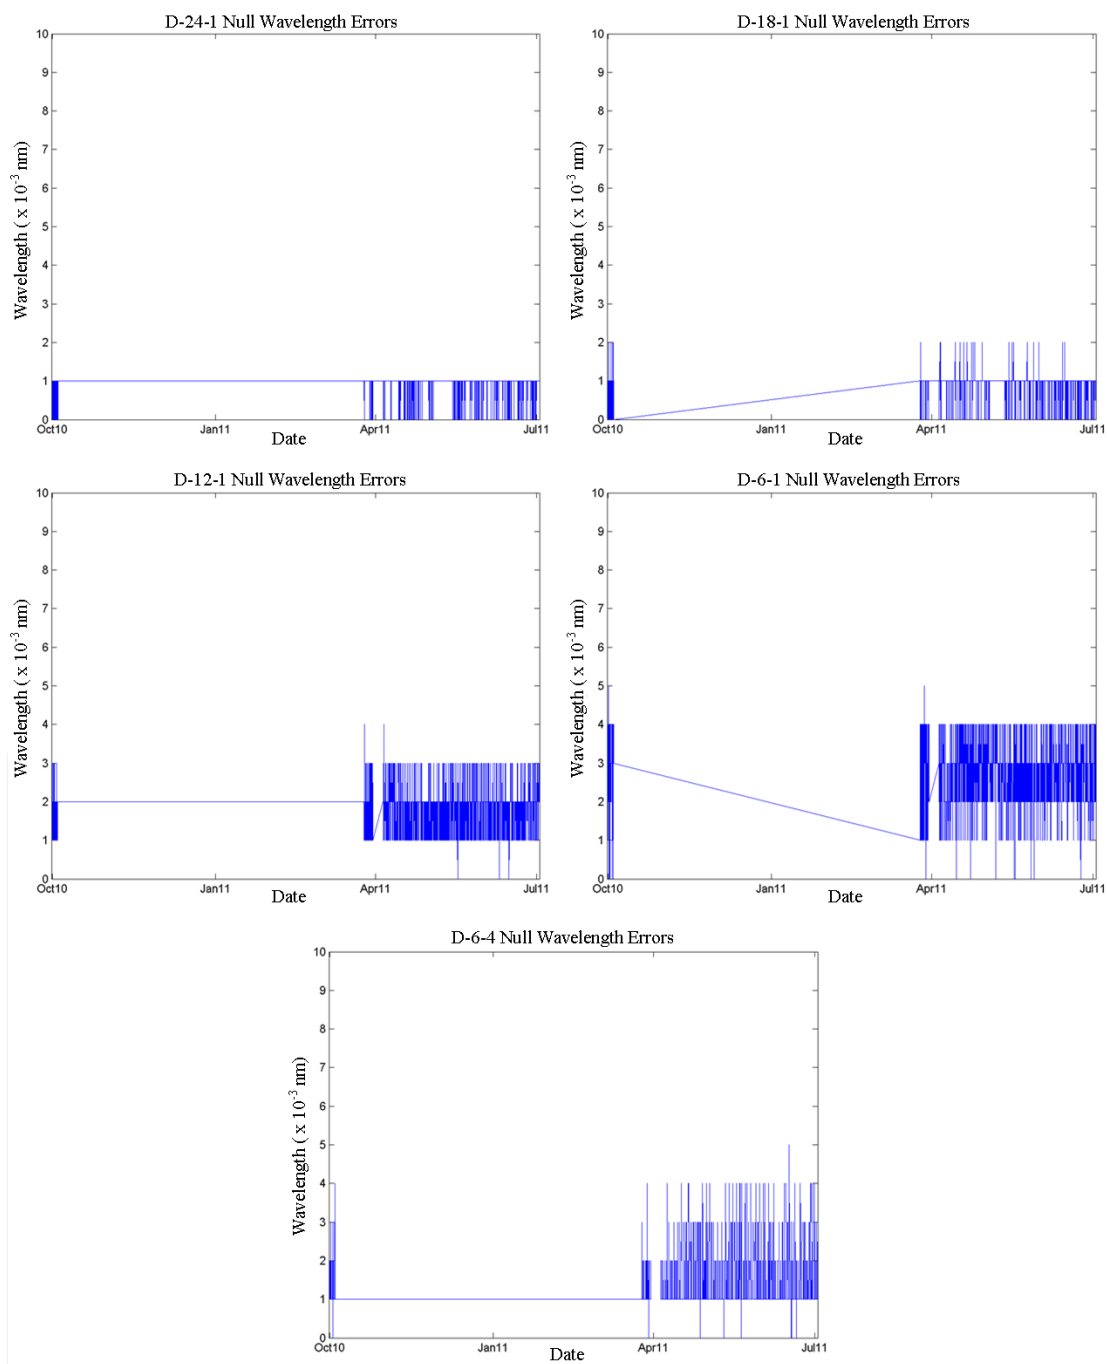 D-24-1 Null Wavelength Errors
10
9
8
7
6
5
4
3
2
1
0
Wavelength ( x 10⁻³ nm)
Oct10 Jan11 Apr11 Jul11
Date
D-18-1 Null Wavelength Errors
10
9
8
7
6
5
4
3
2
1
0
Wavelength ( x 10⁻³ nm)
Oct10 Jan11 Apr11 Jul11
Date
D-12-1 Null Wavelength Errors
10
9
8
7
6
5
4
3
2
1
0
Wavelength ( x 10⁻³ nm)
Oct10 Jan11 Apr11 Jul11
Date
D-6-1 Null Wavelength Errors
10
9
8
7
6
5
4
3
2
1
0
Wavelength ( x 10⁻³ nm)
Oct10 Jan11 Apr11 Jul11
Date
D-6-4 Null Wavelength Errors
10
9
8
7
6
5
4
3
2
1
0
Wavelength ( x 10⁻³ nm)
Oct10 Jan11 Apr11 Jul11
Date